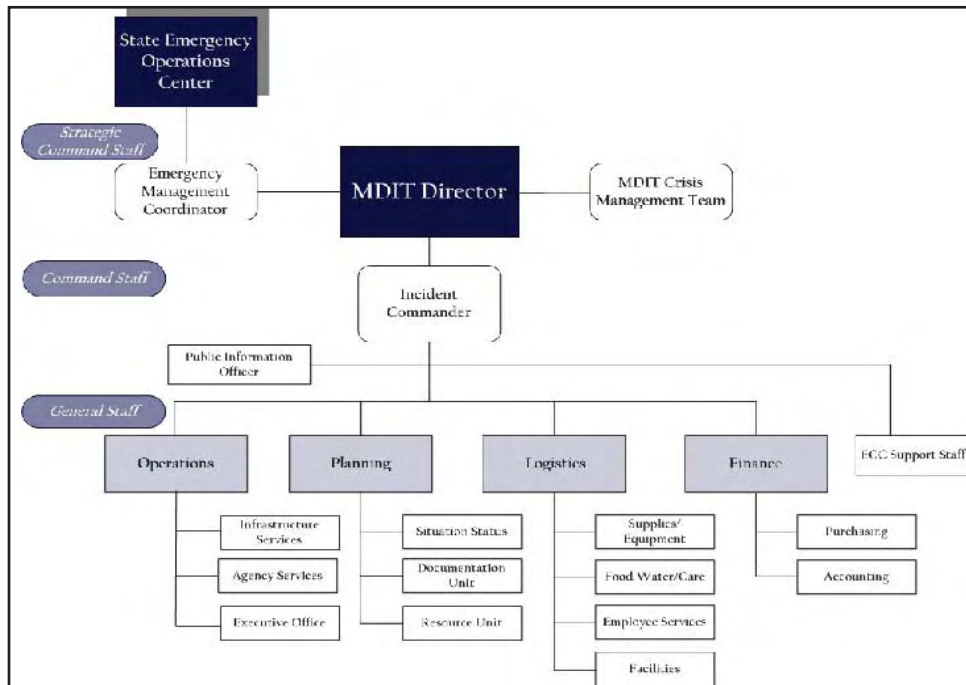 State Emergency
Operations
Center
Strategic
Command Staff
Emergency
Management
Coordinator
MDIT Director
MDIT Crisis
Management Team
Command Staff
Incident
Commander
Public Information
Officer
General Staff
Operations
Planning
Logistics
Finance
ECC Support Staff
Infrastructure
Services
Situation Status
Supplies/
Equipment
Purchasing
Agency Services
Documentation
Unit
Food Water/Care
Accounting
Executive Office
Resource Unit
Employee Services
Facilities